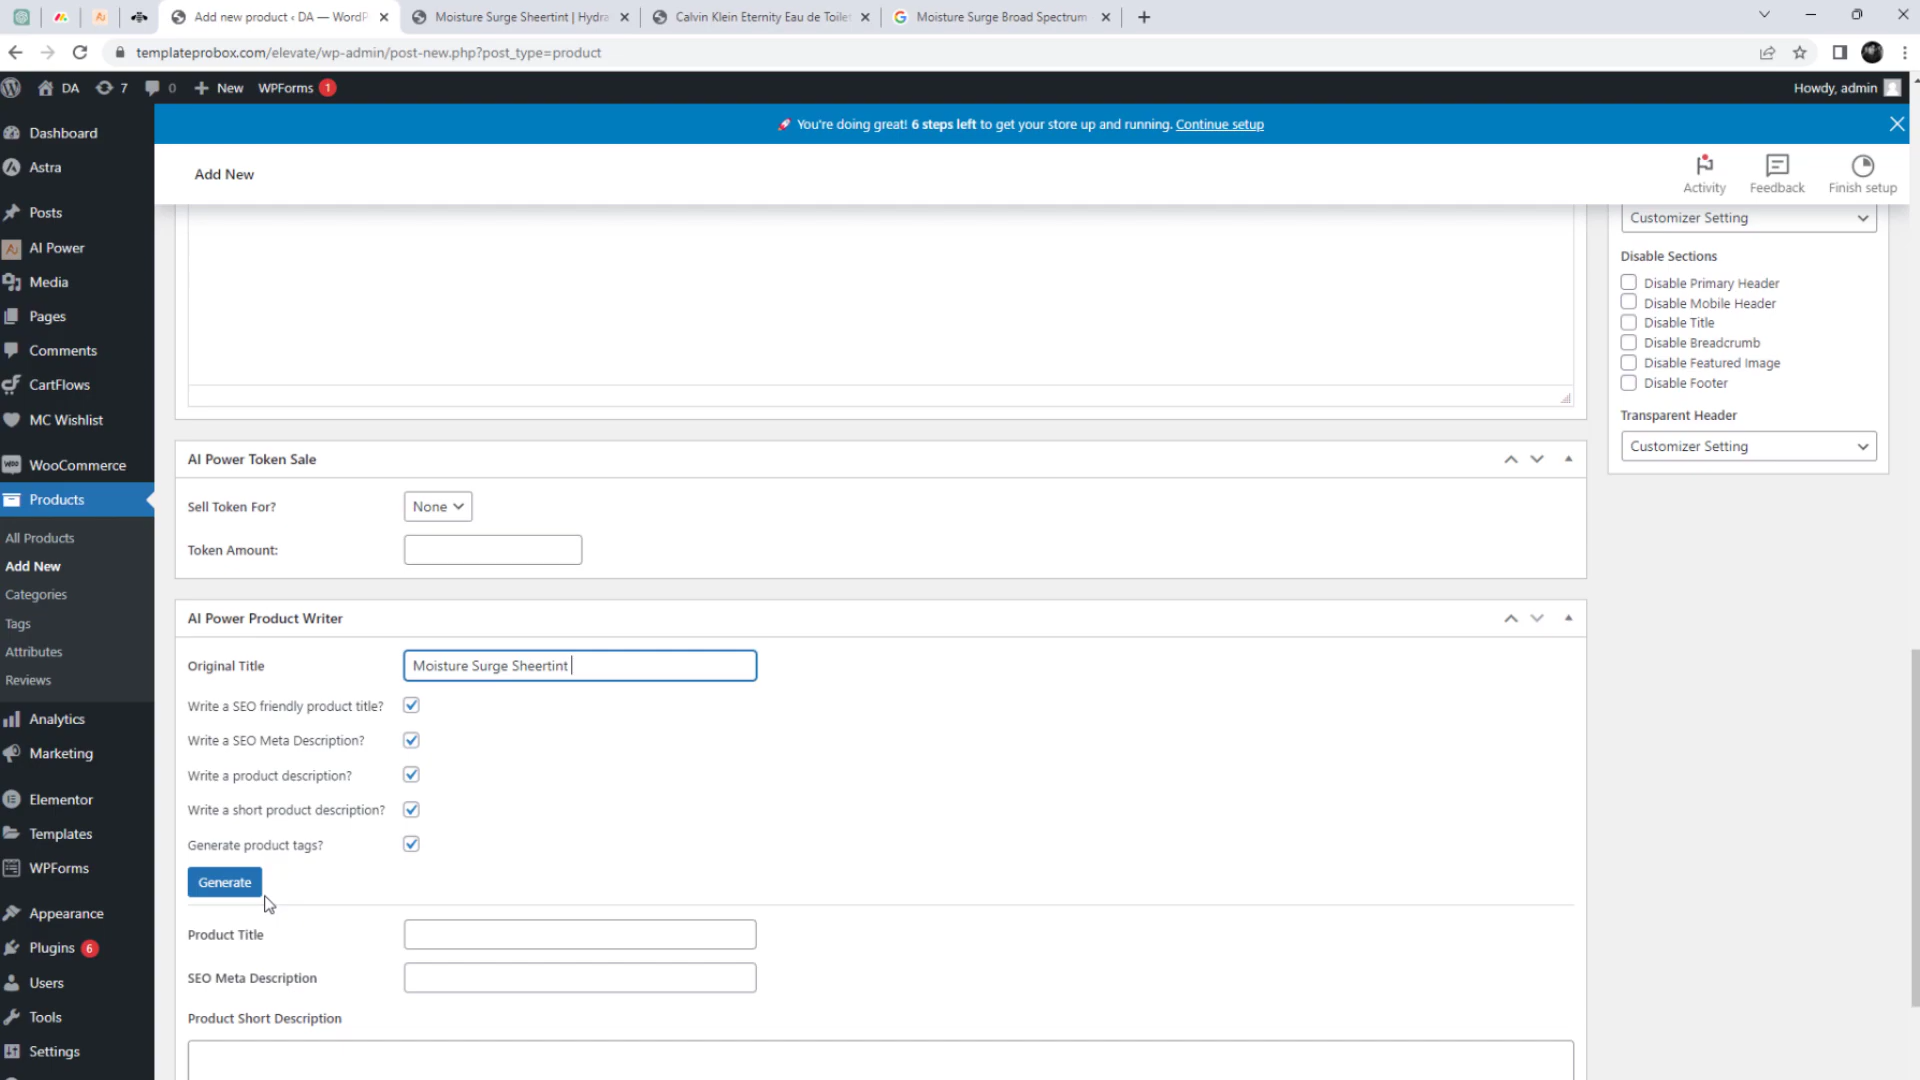 Add new product ‹ DA — WordP
Moisture Surge Sheertint | Hydra
Calvin Klein Eternity Eau de Toilet
Moisture Surge Broad Spectrum
templateprobox.com/elevate/wp-admin/post-new.php?post_type=product
DA
7
0
New
WPForms 1
Howdy, admin
You're doing great! 6 steps left to get your store up and running. Continue setup
Add New
Activity
Feedback
Finish setup
Dashboard
Astra
Posts
AI Power
Media
Pages
Comments
CartFlows
MC Wishlist
WooCommerce
Products
All Products
Add New
Categories
Tags
Attributes
Reviews
Analytics
Marketing
Elementor
Templates
WPForms
Appearance
Plugins 6
Users
Tools
Settings
AI Power Token Sale
Sell Token For?
None
Token Amount:
AI Power Product Writer
Original Title
Moisture Surge Sheertint
Write a SEO friendly product title?
Write a SEO Meta Description?
Write a product description?
Write a short product description?
Generate product tags?
Generate
Product Title
SEO Meta Description
Product Short Description
Customizer Setting
Disable Sections
Disable Primary Header
Disable Mobile Header
Disable Title
Disable Breadcrumb
Disable Featured Image
Disable Footer
Transparent Header
Customizer Setting